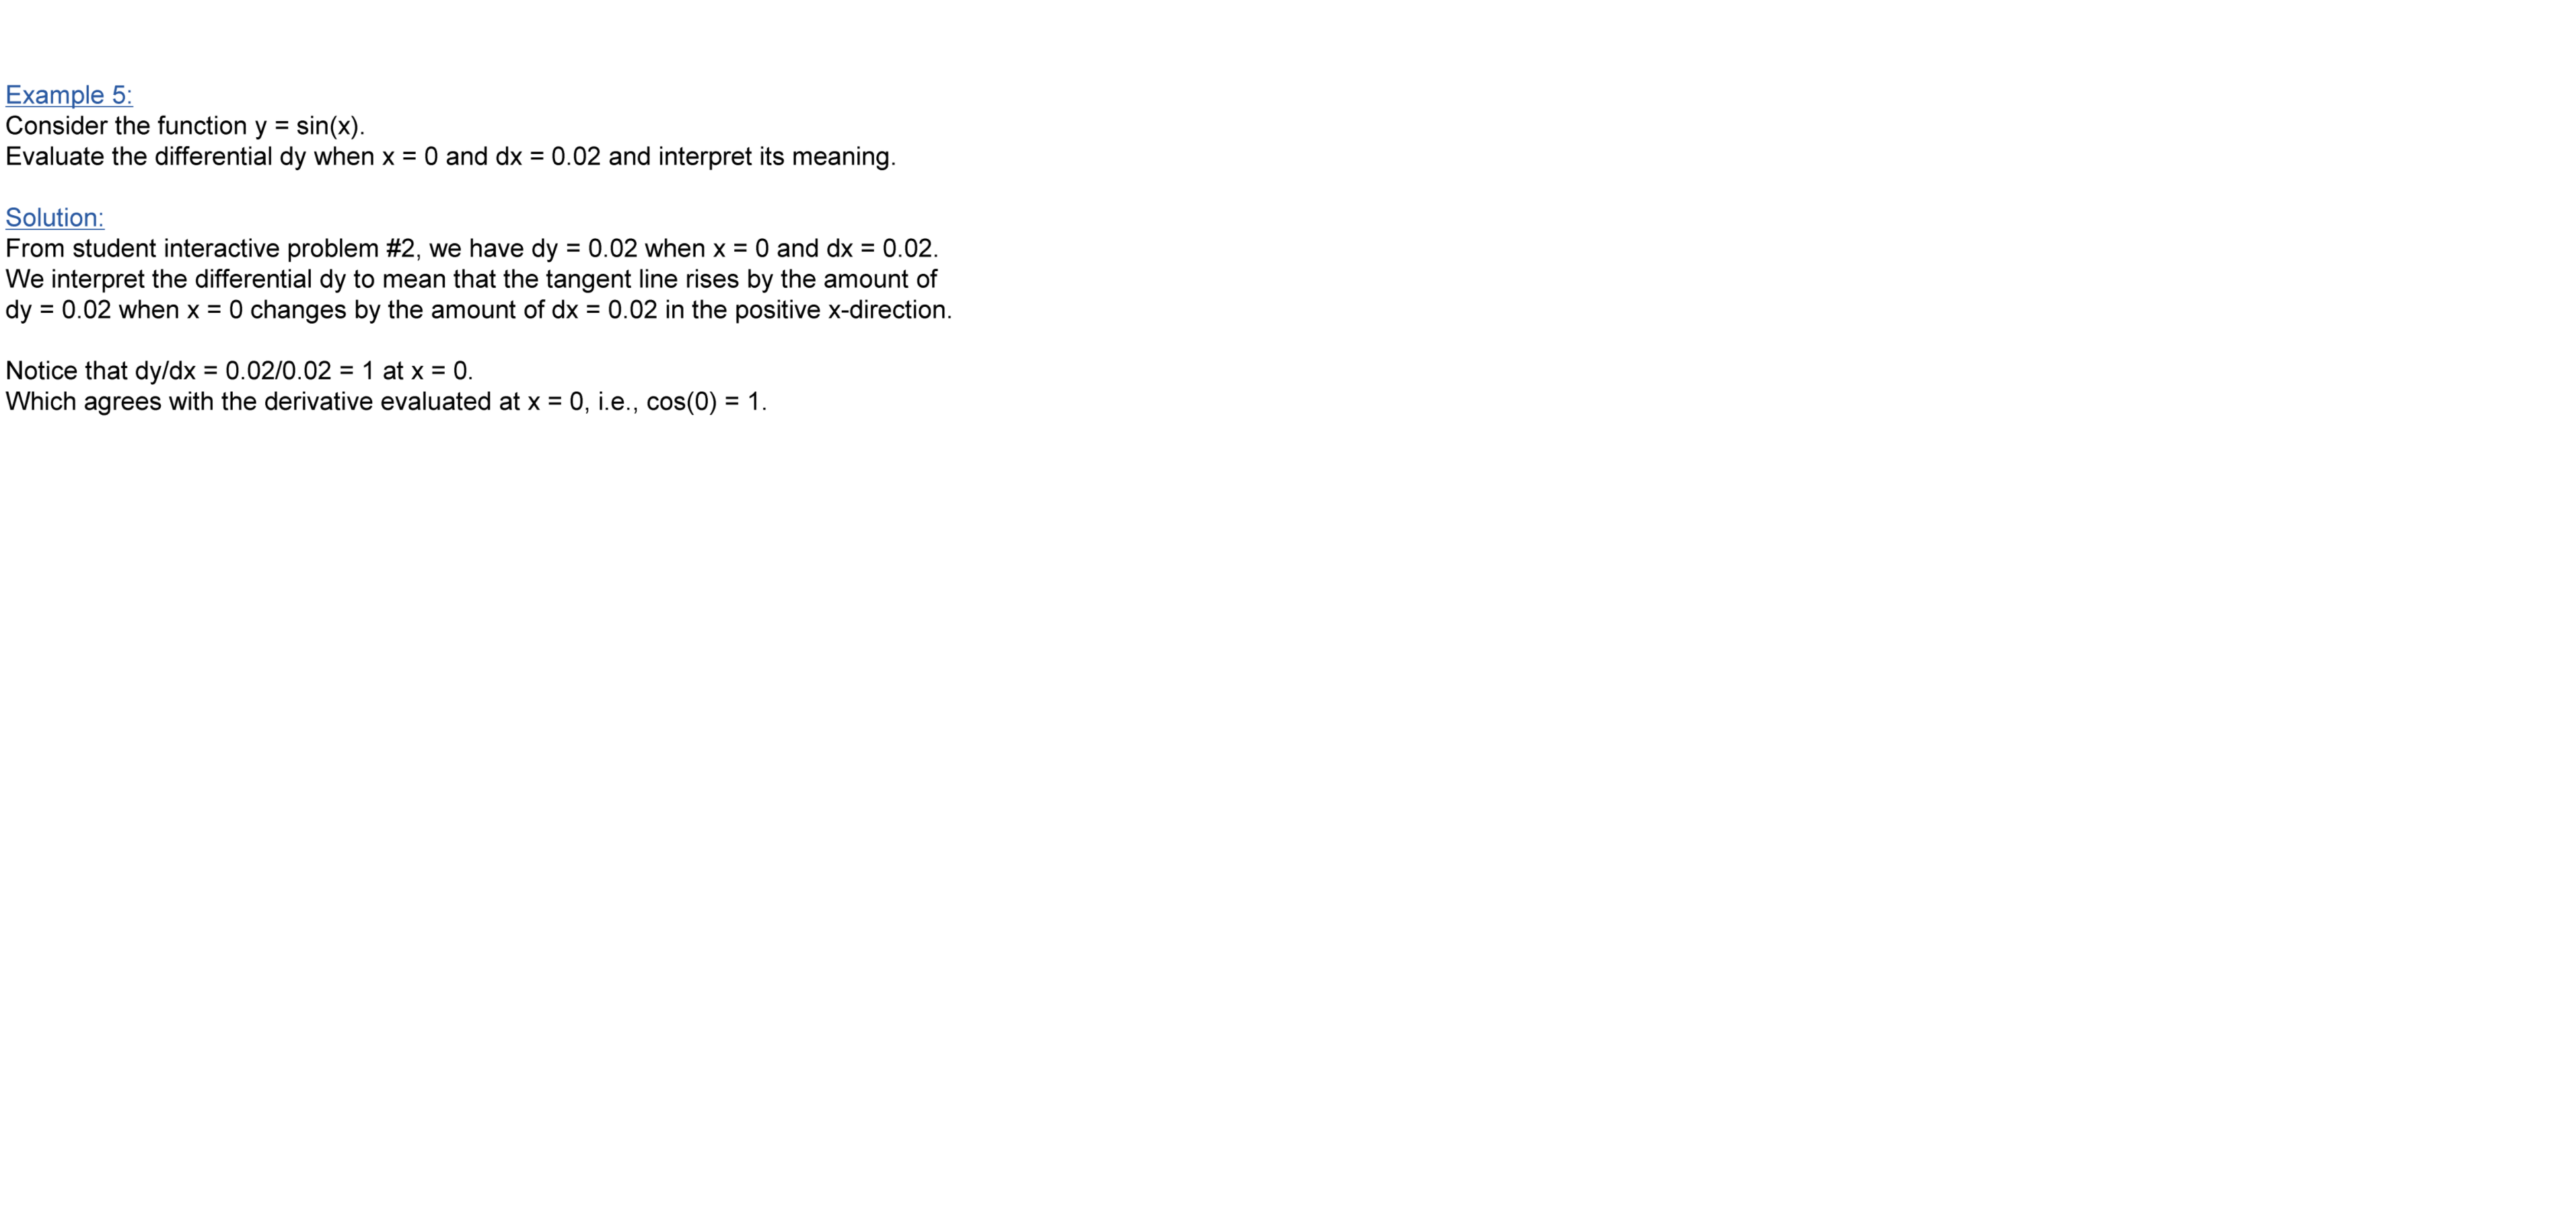 Example 5:
Consider the function y = sin(x).
Evaluate the differential dy when x = 0 and dx = 0.02 and interpret its meaning.
Solution:
From student interactive problem #2, we have dy = 0.02 when x = 0 and dx = 0.02.
We interpret the differential dy to mean that the tangent line rises by the amount of
dy = 0.02 when x = 0 changes by the amount of dx = 0.02 in the positive x-direction.
Notice that dy/dx = 0.02/0.02 = 1 at x = 0.
Which agrees with the derivative evaluated at x = 0, i.e., cos(0) = 1.